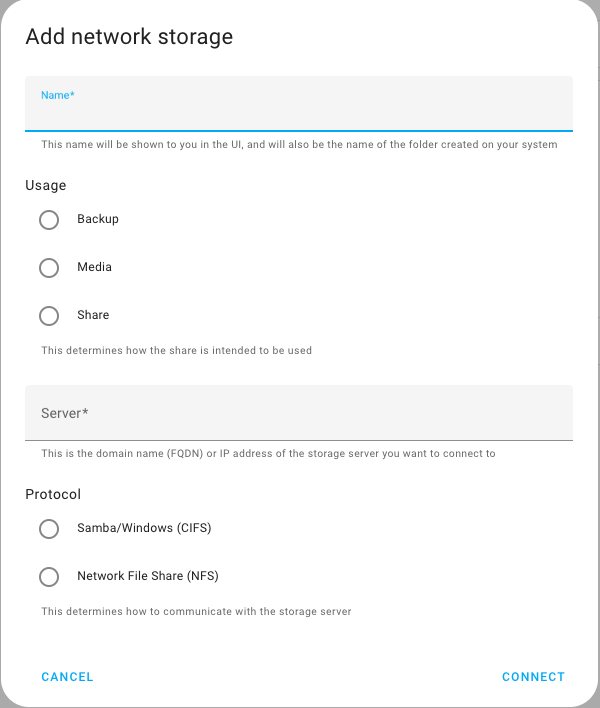 Add network storage
Name*
This name will be shown to you in the UI, and will also be the name of the folder created on your system
Usage
Backup
Media
Share
This determines how the share is intended to be used
Server*
This is the domain name (FQDN) or IP address of the storage server you want to connect to
Protocol
Samba/Windows (CIFS)
Network File Share (NFS)
This determines how to communicate with the storage server
CANCEL
CONNECT